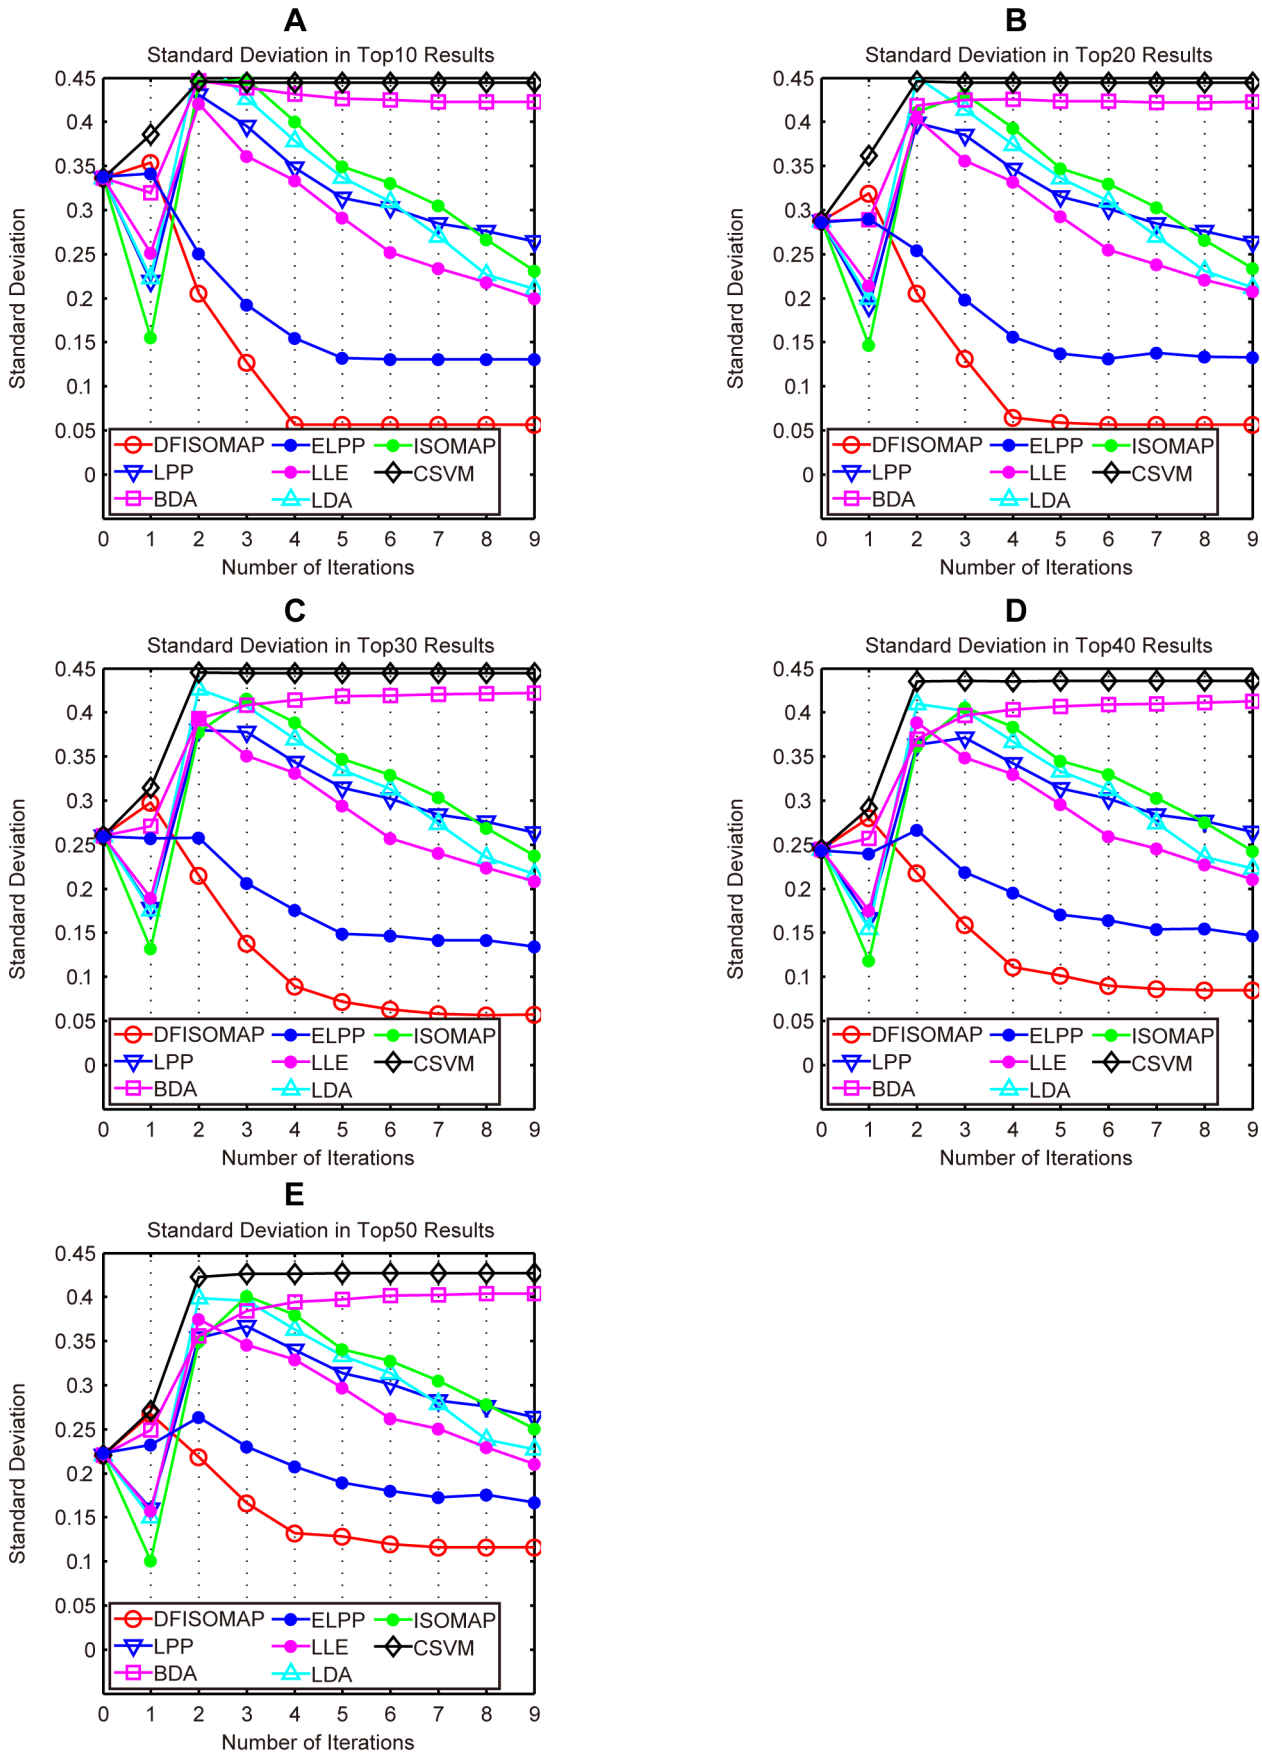 A
Standard Deviation in Top10 Results
0.45
0.4
0.35
0.3
0.25
0.2
0.15
0.1
0.05
0
Standard Deviation
DFISOMAP ELPP ISOMAP
LPP LLE CSVM
BDA LDA
0 1 2 3 4 5 6 7 8 9
Number of Iterations
B
Standard Deviation in Top20 Results
0.45
0.4
0.35
0.3
0.25
0.2
0.15
0.1
0.05
0
Standard Deviation
DFISOMAP ELPP ISOMAP
LPP LLE CSVM
BDA LDA
0 1 2 3 4 5 6 7 8 9
Number of Iterations
C
Standard Deviation in Top30 Results
0.45
0.4
0.35
0.3
0.25
0.2
0.15
0.1
0.05
0
Standard Deviation
DFISOMAP ELPP ISOMAP
LPP LLE CSVM
BDA LDA
0 1 2 3 4 5 6 7 8 9
Number of Iterations
D
Standard Deviation in Top40 Results
0.45
0.4
0.35
0.3
0.25
0.2
0.15
0.1
0.05
0
Standard Deviation
DFISOMAP ELPP ISOMAP
LPP LLE CSVM
BDA LDA
0 1 2 3 4 5 6 7 8 9
Number of Iterations
E
Standard Deviation in Top50 Results
0.45
0.4
0.35
0.3
0.25
0.2
0.15
0.1
0.05
0
Standard Deviation
DFISOMAP ELPP ISOMAP
LPP LLE CSVM
BDA LDA
0 1 2 3 4 5 6 7 8 9
Number of Iterations